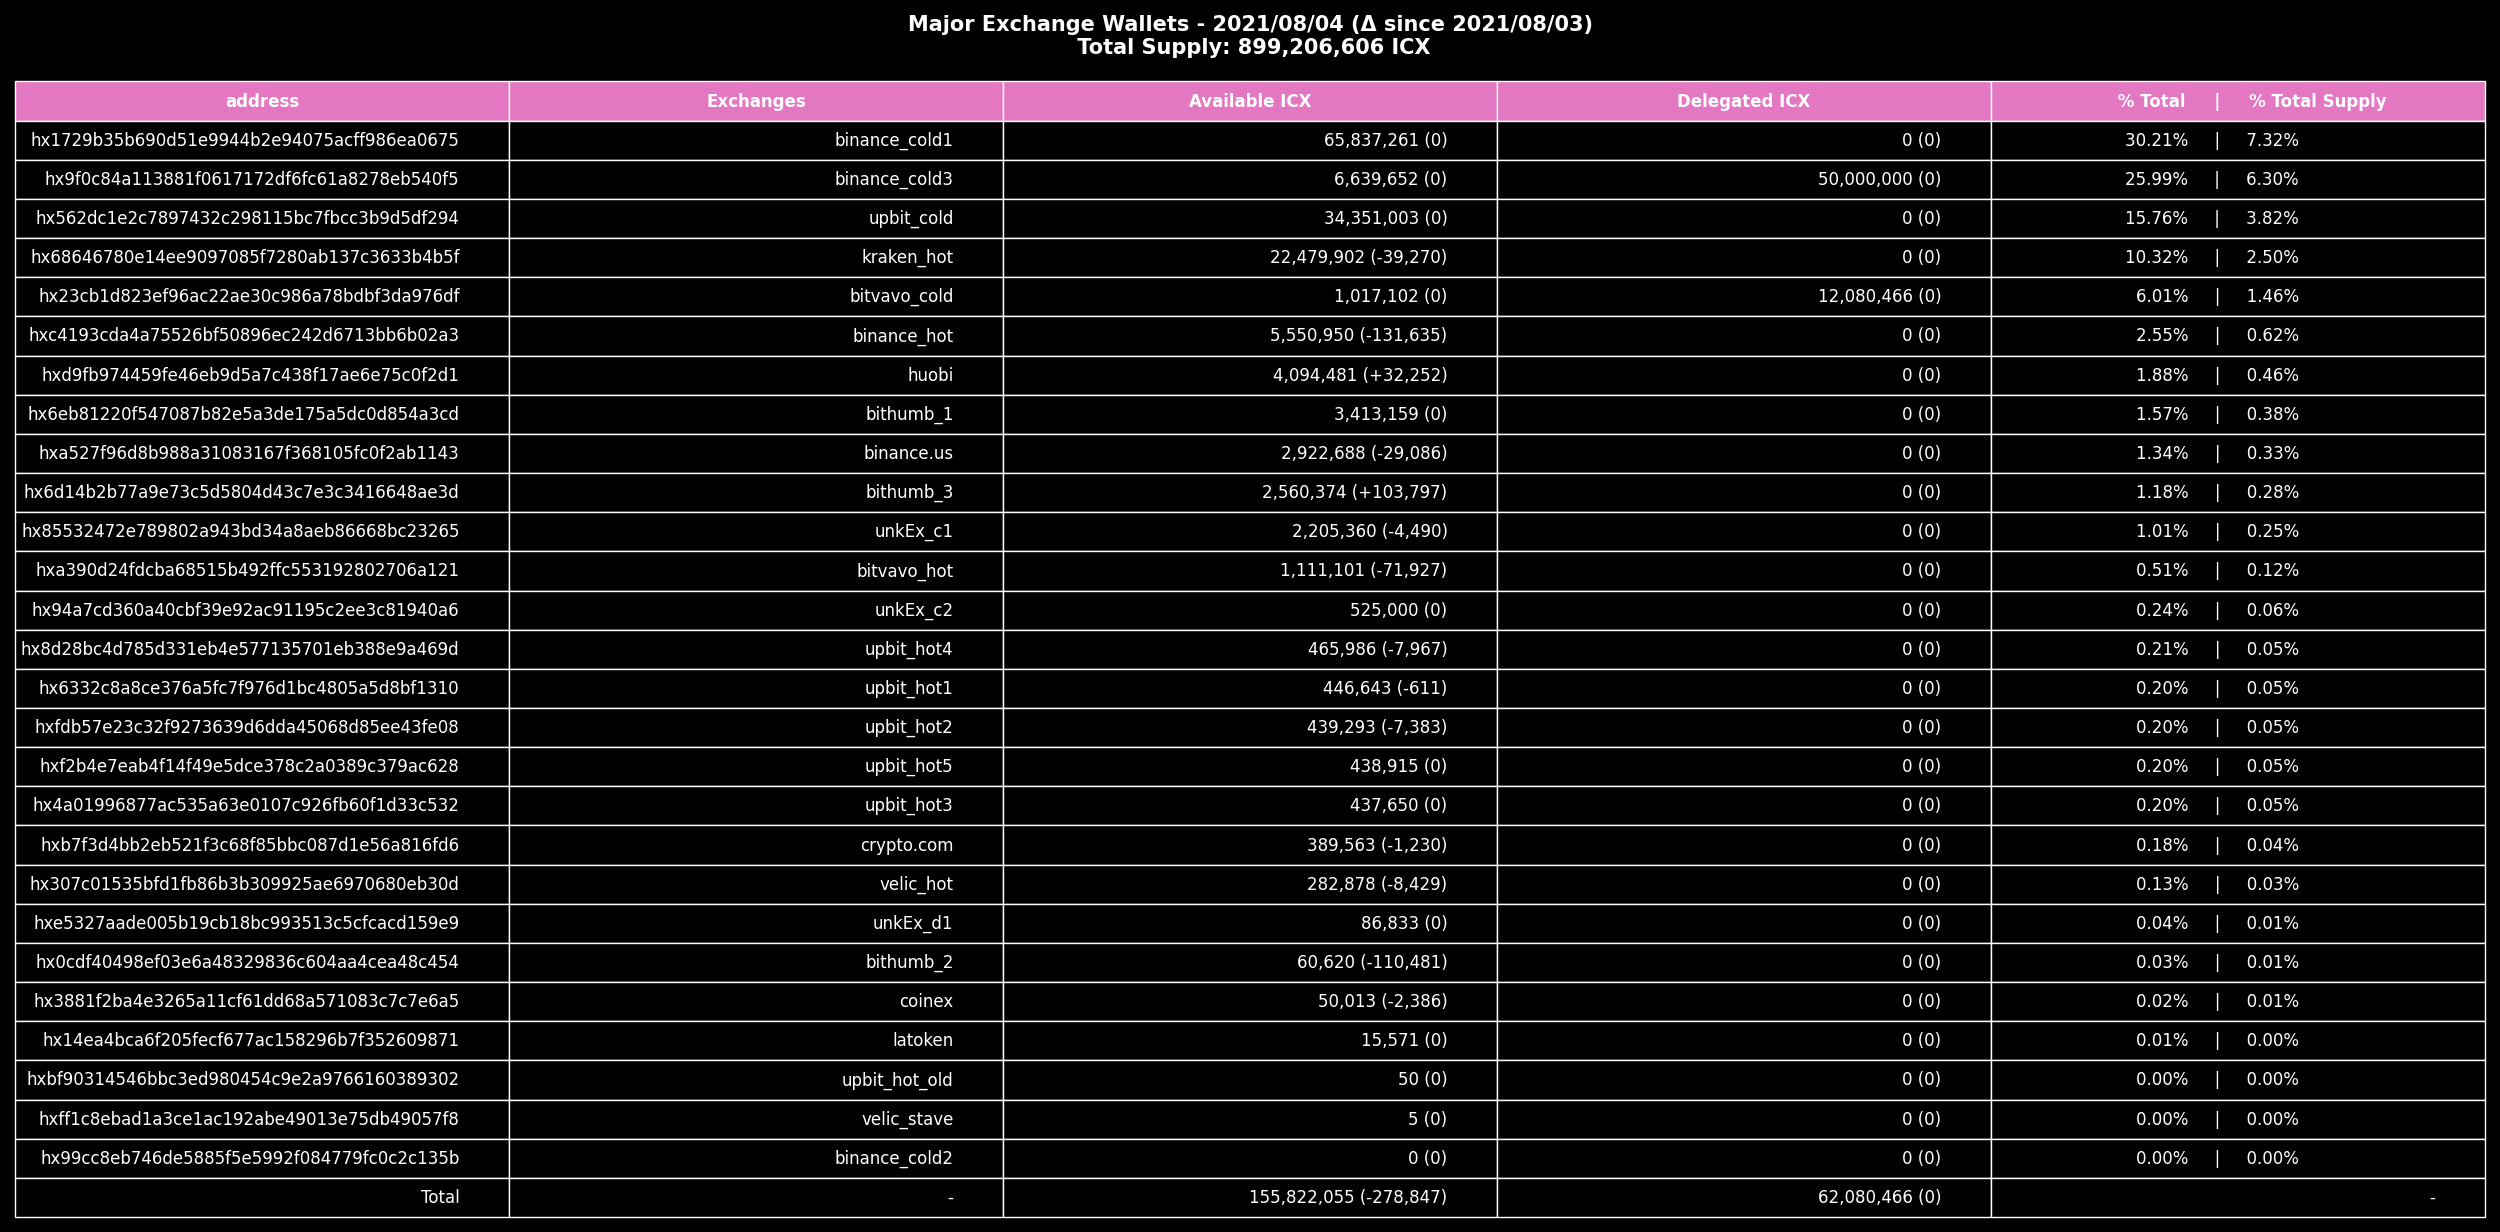 Major Exchange Wallets - 2021/08/04 (Δ since 2021/08/03)
Total Supply: 899,206,606 ICX
address Exchanges Available ICX Delegated ICX % Total | % Total Supply
hx1729b35b690d51e9944b2e94075acff986ea0675 binance_cold1 65,837,261 (0) 0 (0) 30.21% | 7.32%
hx9f0c84a113881f0617172df6fc61a8278eb540f5 binance_cold3 6,639,652 (0) 50,000,000 (0) 25.99% | 6.30%
hx562dc1e2c7897432c298115bc7fbcc3b9d5df294 upbit_cold 34,351,003 (0) 0 (0) 15.76% | 3.82%
hx68646780e14ee9097085f7280ab137c3633b4b5f kraken_hot 22,479,902 (-39,270) 0 (0) 10.32% | 2.50%
hx23cb1d823ef96ac22ae30c986a78bdbf3da976df bitvavo_cold 1,017,102 (0) 12,080,466 (0) 6.01% | 1.46%
hxc4193cda4a75526bf50896ec242d6713bb6b02a3 binance_hot 5,550,950 (-131,635) 0 (0) 2.55% | 0.62%
hxd9fb974459fe46eb9d5a7c438f17ae6e75c0f2d1 huobi 4,094,481 (+32,252) 0 (0) 1.88% | 0.46%
hx6eb81220f547087b82e5a3de175a5dc0d854a3cd bithumb_1 3,413,159 (0) 0 (0) 1.57% | 0.38%
hxa527f96d8b988a31083167f368105fc0f2ab1143 binance.us 2,922,688 (-29,086) 0 (0) 1.34% | 0.33%
hx6d14b2b77a9e73c5d5804d43c7e3c3416648ae3d bithumb_3 2,560,374 (+103,797) 0 (0) 1.18% | 0.28%
hx85532472e789802a943bd34a8aeb86668bc23265 unkEx_c1 2,205,360 (-4,490) 0 (0) 1.01% | 0.25%
hxa390d24fdcba68515b492ffc553192802706a121 bitvavo_hot 1,111,101 (-71,927) 0 (0) 0.51% | 0.12%
hx94a7cd360a40cbf39e92ac91195c2ee3c81940a6 unkEx_c2 525,000 (0) 0 (0) 0.24% | 0.06%
hx8d28bc4d785d331eb4e577135701eb388e9a469d upbit_hot4 465,986 (-7,967) 0 (0) 0.21% | 0.05%
hx6332c8a8ce376a5fc7f976d1bc4805a5d8bf1310 upbit_hot1 446,643 (-611) 0 (0) 0.20% | 0.05%
hxfdb57e23c32f9273639d6dda45068d85ee43fe08 upbit_hot2 439,293 (-7,383) 0 (0) 0.20% | 0.05%
hxf2b4e7eab4f14f49e5dce378c2a0389c379ac628 upbit_hot5 438,915 (0) 0 (0) 0.20% | 0.05%
hx4a01996877ac535a63e0107c926fb60f1d33c532 upbit_hot3 437,650 (0) 0 (0) 0.20% | 0.05%
hxb7f3d4bb2eb521f3c68f85bbc087d1e56a816fd6 crypto.com 389,563 (-1,230) 0 (0) 0.18% | 0.04%
hx307c01535bfd1fb86b3b309925ae6970680eb30d velic_hot 282,878 (-8,429) 0 (0) 0.13% | 0.03%
hxe5327aade005b19cb18bc993513c5cfcacd159e9 unkEx_d1 86,833 (0) 0 (0) 0.04% | 0.01%
hx0cdf40498ef03e6a48329836c604aa4cea48c454 bithumb_2 60,620 (-110,481) 0 (0) 0.03% | 0.01%
hx3881f2ba4e3265a11cf61dd68a571083c7c7e6a5 coinex 50,013 (-2,386) 0 (0) 0.02% | 0.01%
hx14ea4bca6f205fecf677ac158296b7f352609871 latoken 15,571 (0) 0 (0) 0.01% | 0.00%
hxbf90314546bbc3ed980454c9e2a9766160389302 upbit_hot_old 50 (0) 0 (0) 0.00% | 0.00%
hxff1c8ebad1a3ce1ac192abe49013e75db49057f8 velic_stave 5 (0) 0 (0) 0.00% | 0.00%
hx99cc8eb746de5885f5e5992f084779fc0c2c135b binance_cold2 0 (0) 0 (0) 0.00% | 0.00%
Total - 155,822,055 (-278,847) 62,080,466 (0) -